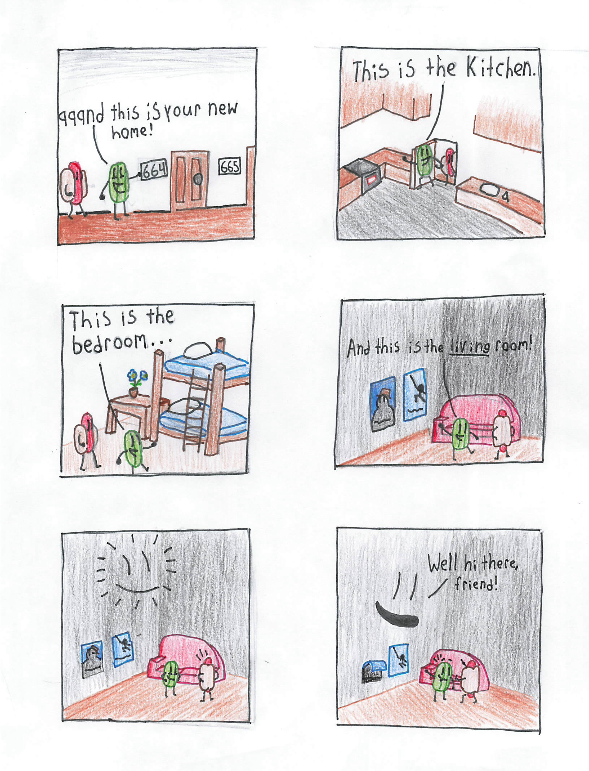 aaand this is your new
home!
664
665
This is the Kitchen.
This is the
bedroom...
And this is the living room!
Well hi there,
friend!